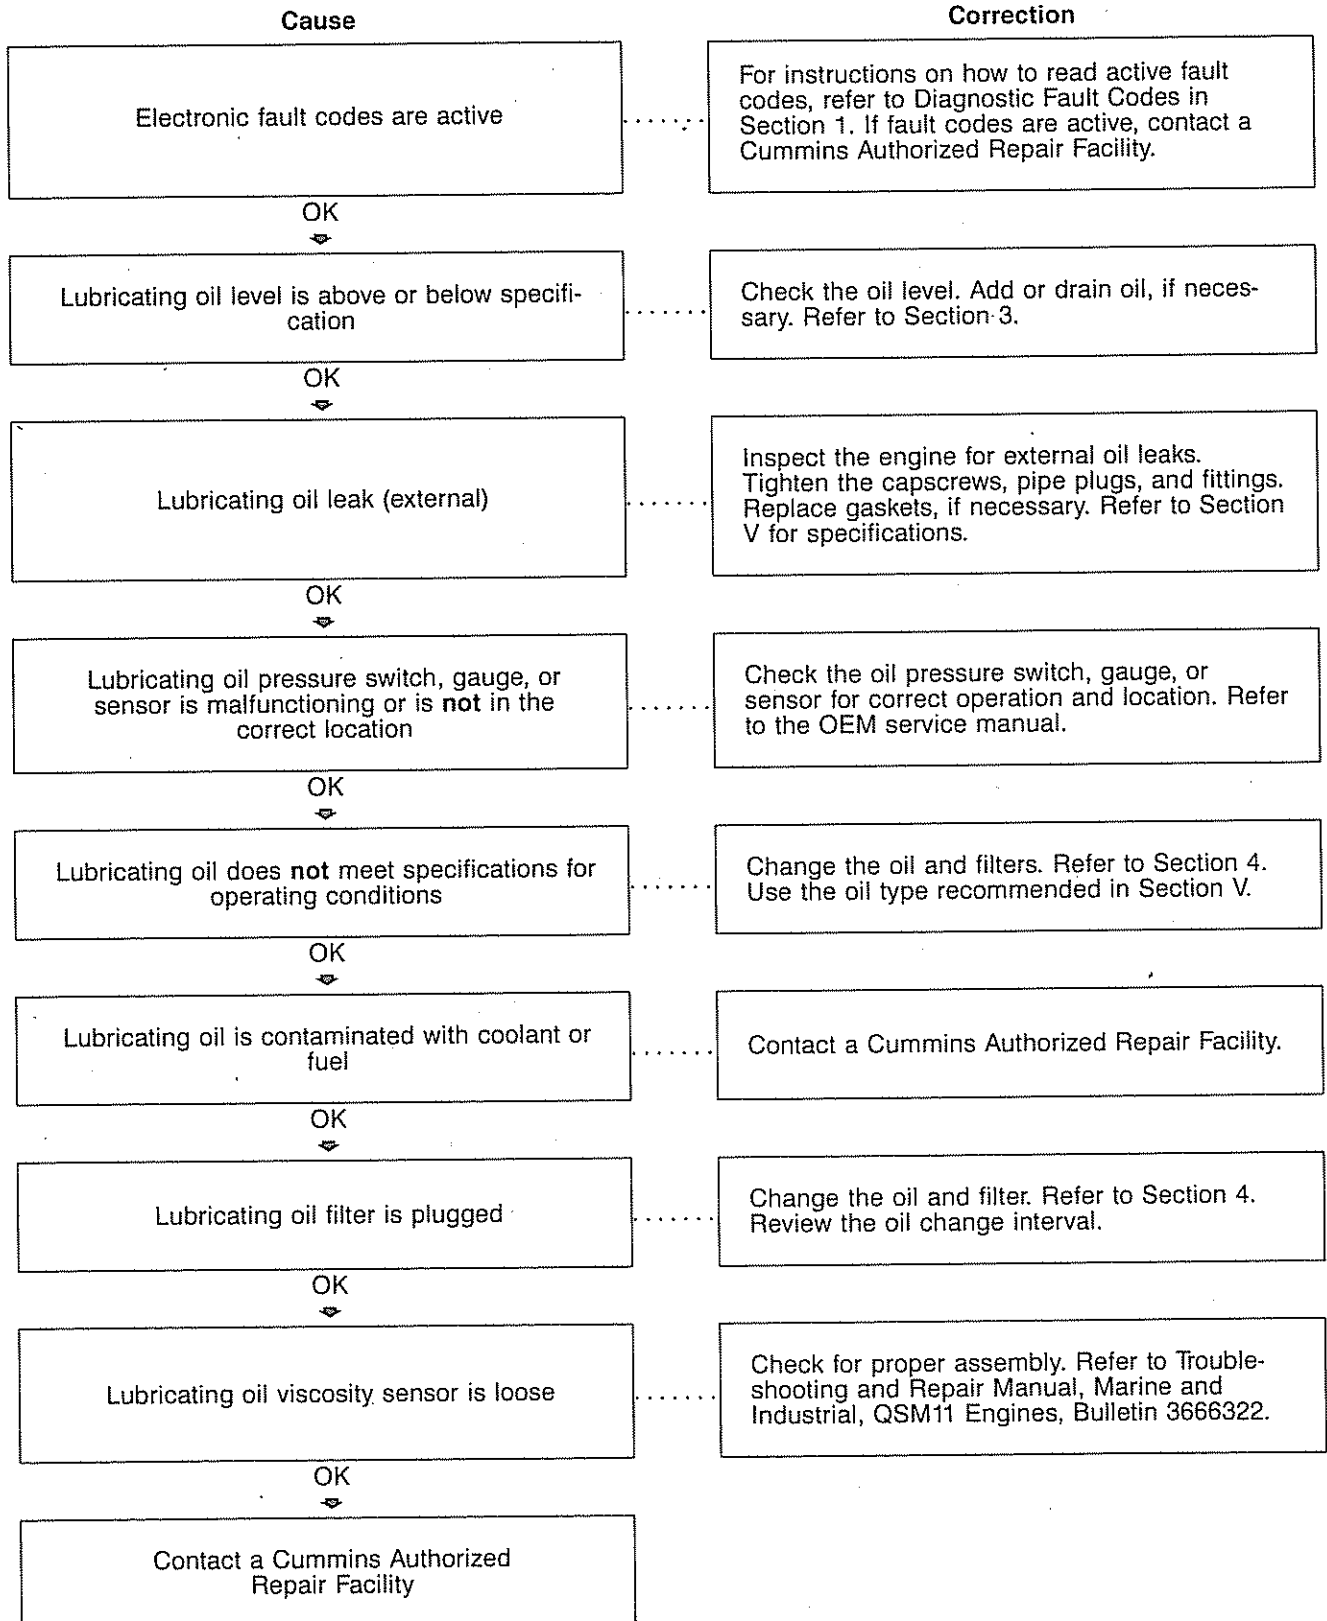 Cause
Correction
Electronic fault codes are active
For instructions on how to read active fault
codes, refer to Diagnostic Fault Codes in
Section 1. If fault codes are active, contact a
Cummins Authorized Repair Facility.
OK
Lubricating oil level is above or below specifi-
cation
Check the oil level. Add or drain oil, if neces-
sary. Refer to Section 3.
OK
Lubricating oil leak (external)
Inspect the engine for external oil leaks.
Tighten the capscrews, pipe plugs, and fittings.
Replace gaskets, if necessary. Refer to Section
V for specifications.
OK
Lubricating oil pressure switch, gauge, or
sensor is malfunctioning or is not in the
correct location
Check the oil pressure switch, gauge, or
sensor for correct operation and location. Refer
to the OEM service manual.
OK
Lubricating oil does not meet specifications for
operating conditions
Change the oil and filters. Refer to Section 4.
Use the oil type recommended in Section V.
OK
Lubricating oil is contaminated with coolant or
fuel
Contact a Cummins Authorized Repair Facility.
OK
Lubricating oil filter is plugged
Change the oil and filter. Refer to Section 4.
Review the oil change interval.
OK
Lubricating oil viscosity sensor is loose
Check for proper assembly. Refer to Trouble-
shooting and Repair Manual, Marine and
Industrial, QSM11 Engines, Bulletin 3666322.
OK
Contact a Cummins Authorized
Repair Facility